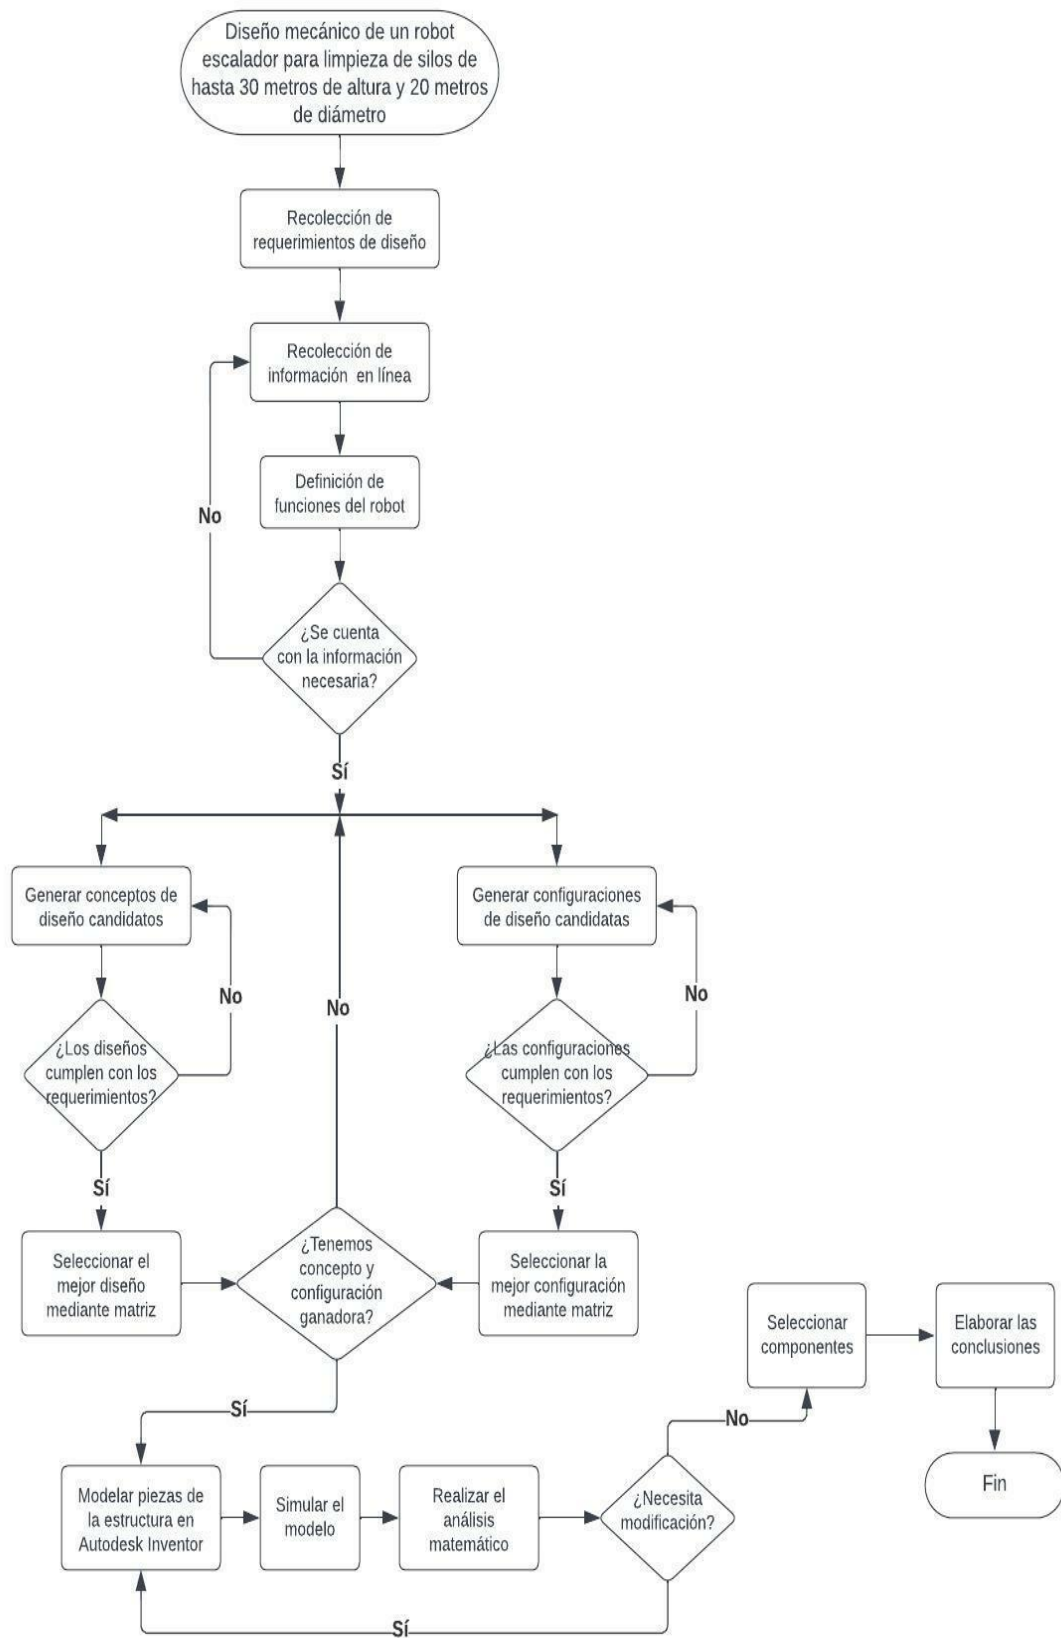 Diseño mecánico de un robot
escalador para limpieza de silos de
hasta 30 metros de altura y 20 metros
de diámetro
Recolección de
requerimientos de diseño
Recolección de
información en línea
Definición de
funciones del robot
No
¿Se cuenta
con la información
necesaria?
Sí
Generar conceptos de
diseño candidatos
Generar configuraciones
de diseño candidatas
No
No
No
¿Los diseños
cumplen con los
requerimientos?
¿Las configuraciones
cumplen con los
requerimientos?
Sí
Sí
Seleccionar el
mejor diseño
mediante matriz
¿Tenemos
concepto y
configuración
ganadora?
Seleccionar la
mejor configuración
mediante matriz
Seleccionar
componentes
Elaborar las
conclusiones
Sí
No
Modelar piezas de
la estructura en
Autodesk Inventor
Simular el
modelo
Realizar el
análisis
matemático
¿Necesita
modificación?
Fin
Sí